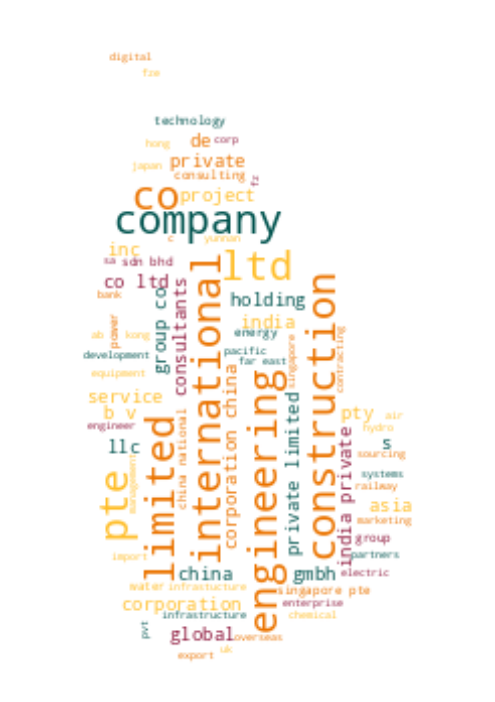 digital
fze
technology
hong
de
corp
japan
private
consulting
fz
co
project
company
c
yunnan
inc
ltd
sa
sdn bhd
co ltd
bank
international
group co
consultants
holding
india
construction
power
energy
ab
kong
development
pacific
far east
singapore
contracting
equipment
service
b v
engineer
llc
limited
china national
corporation china
engineering
private limited
pty
air
hydro
s
sourcing
pte
management
india private
systems
railway
asia
marketing
group
partners
import
china
gmbh
electric
water
infrastucture
singapore pte
corporation
enterprise
infrastructure
chemical
pvt
global
overseas
uk
export